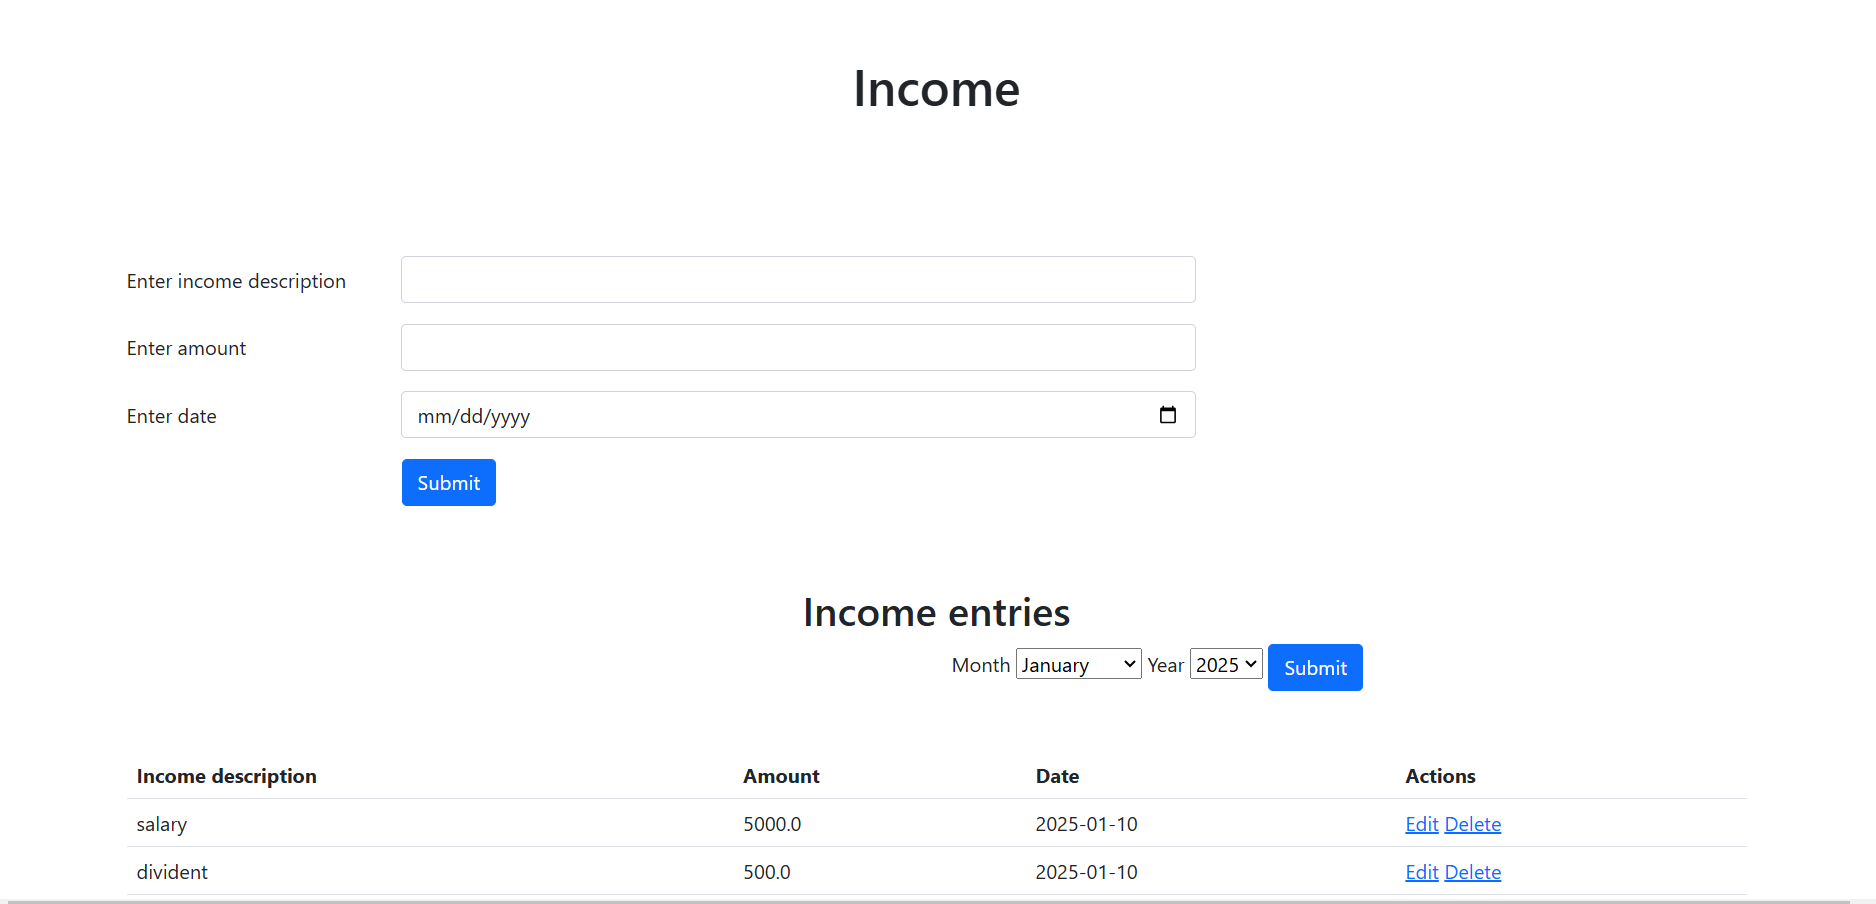 Income
Enter income description
Enter amount
Enter date mm/dd/yyyy
Submit
Income entries
Month January Year 2025 Submit
Income description Amount Date Actions
salary 5000.0 2025-01-10 Edit Delete
divident 500.0 2025-01-10 Edit Delete